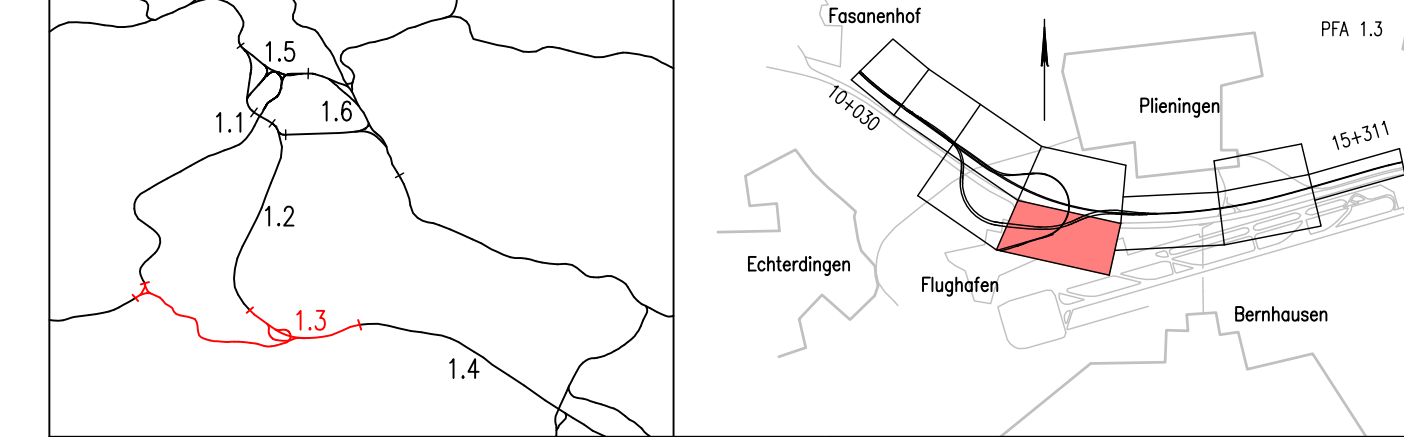 1.5
1.6
1.1
1.2
1.3
1.4
Fasanenhof
PFA 1.3
10+030
Plieningen
15+311
Echterdingen
Flughafen
Bernhausen